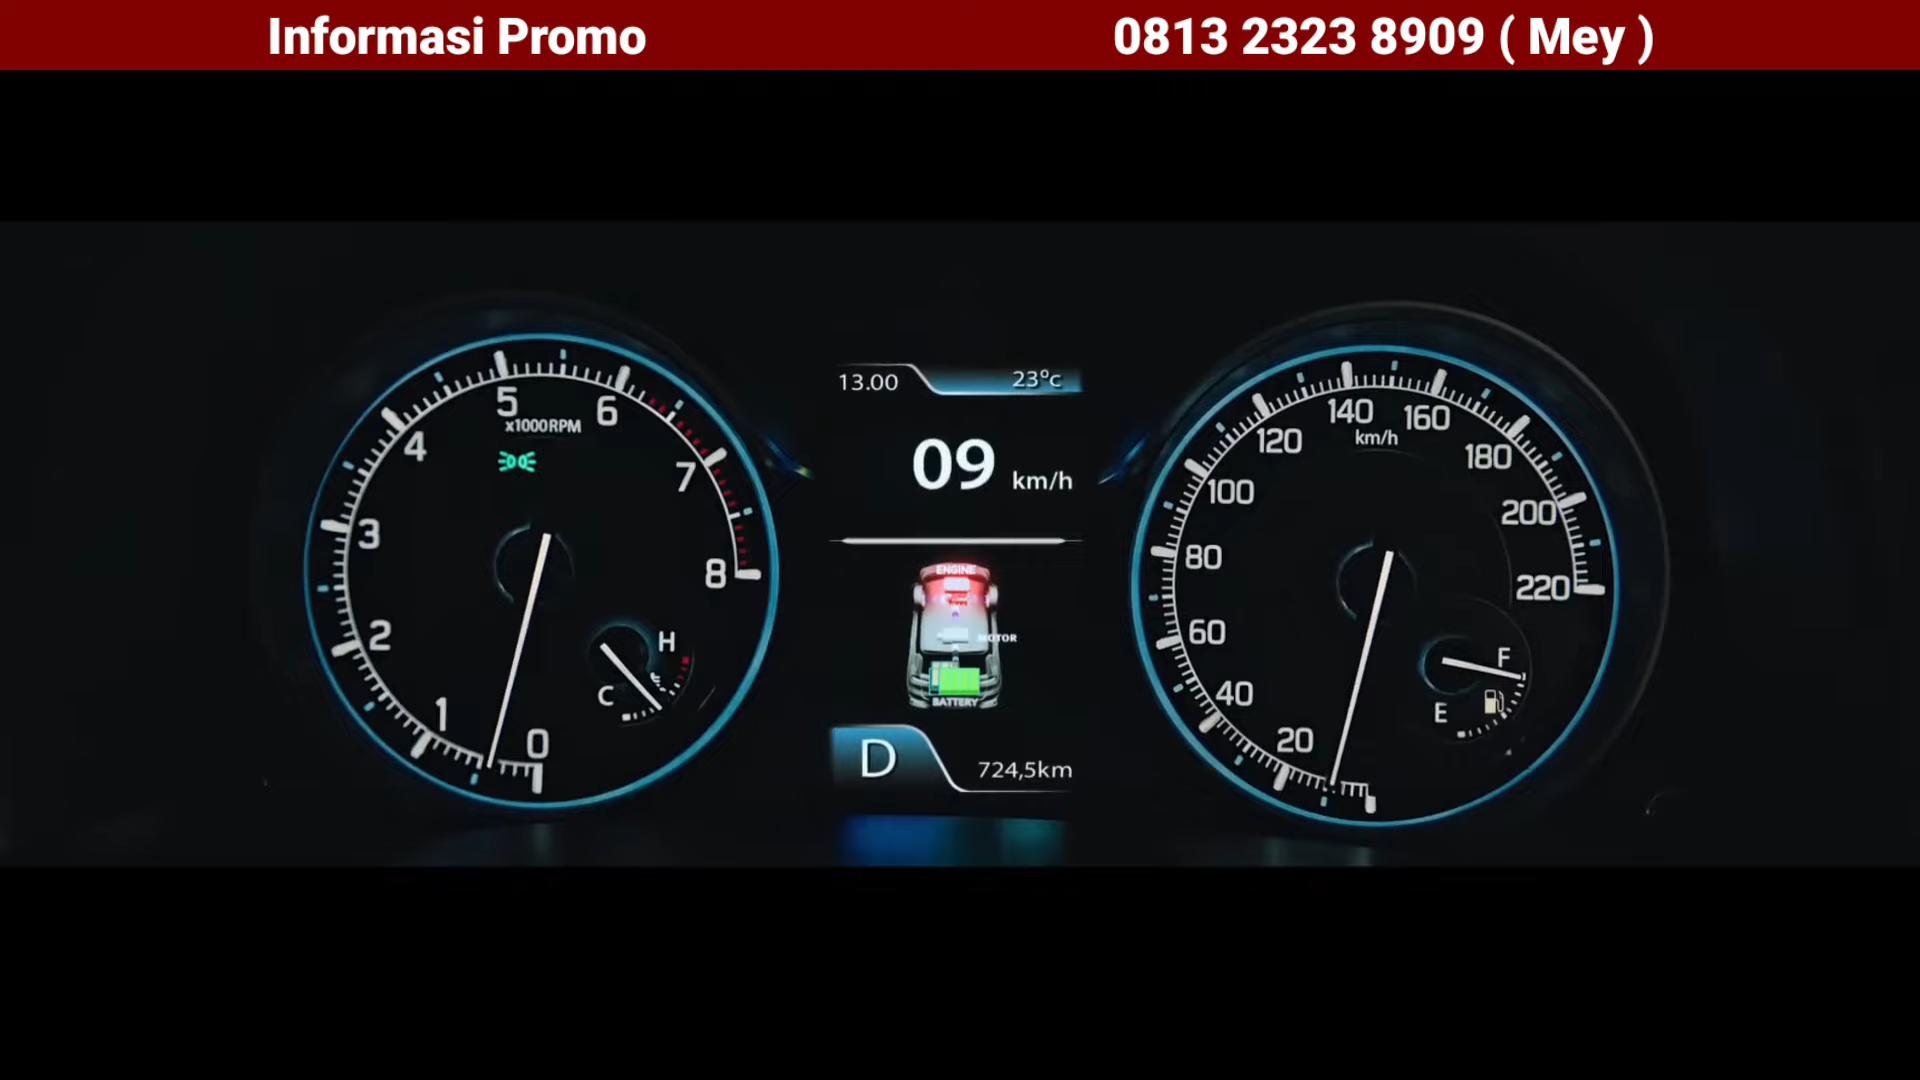 Informasi Promo
0813 2323 8909 ( Mey )
5
x1000RPM
6
4
7
3
8
2
H
C
1
0
13.00
23°c
09 km/h
ENGINE
MOTOR
BATTERY
D
724,5km
140
km/h
160
120
180
100
200
80
220
60
F
40
E
20